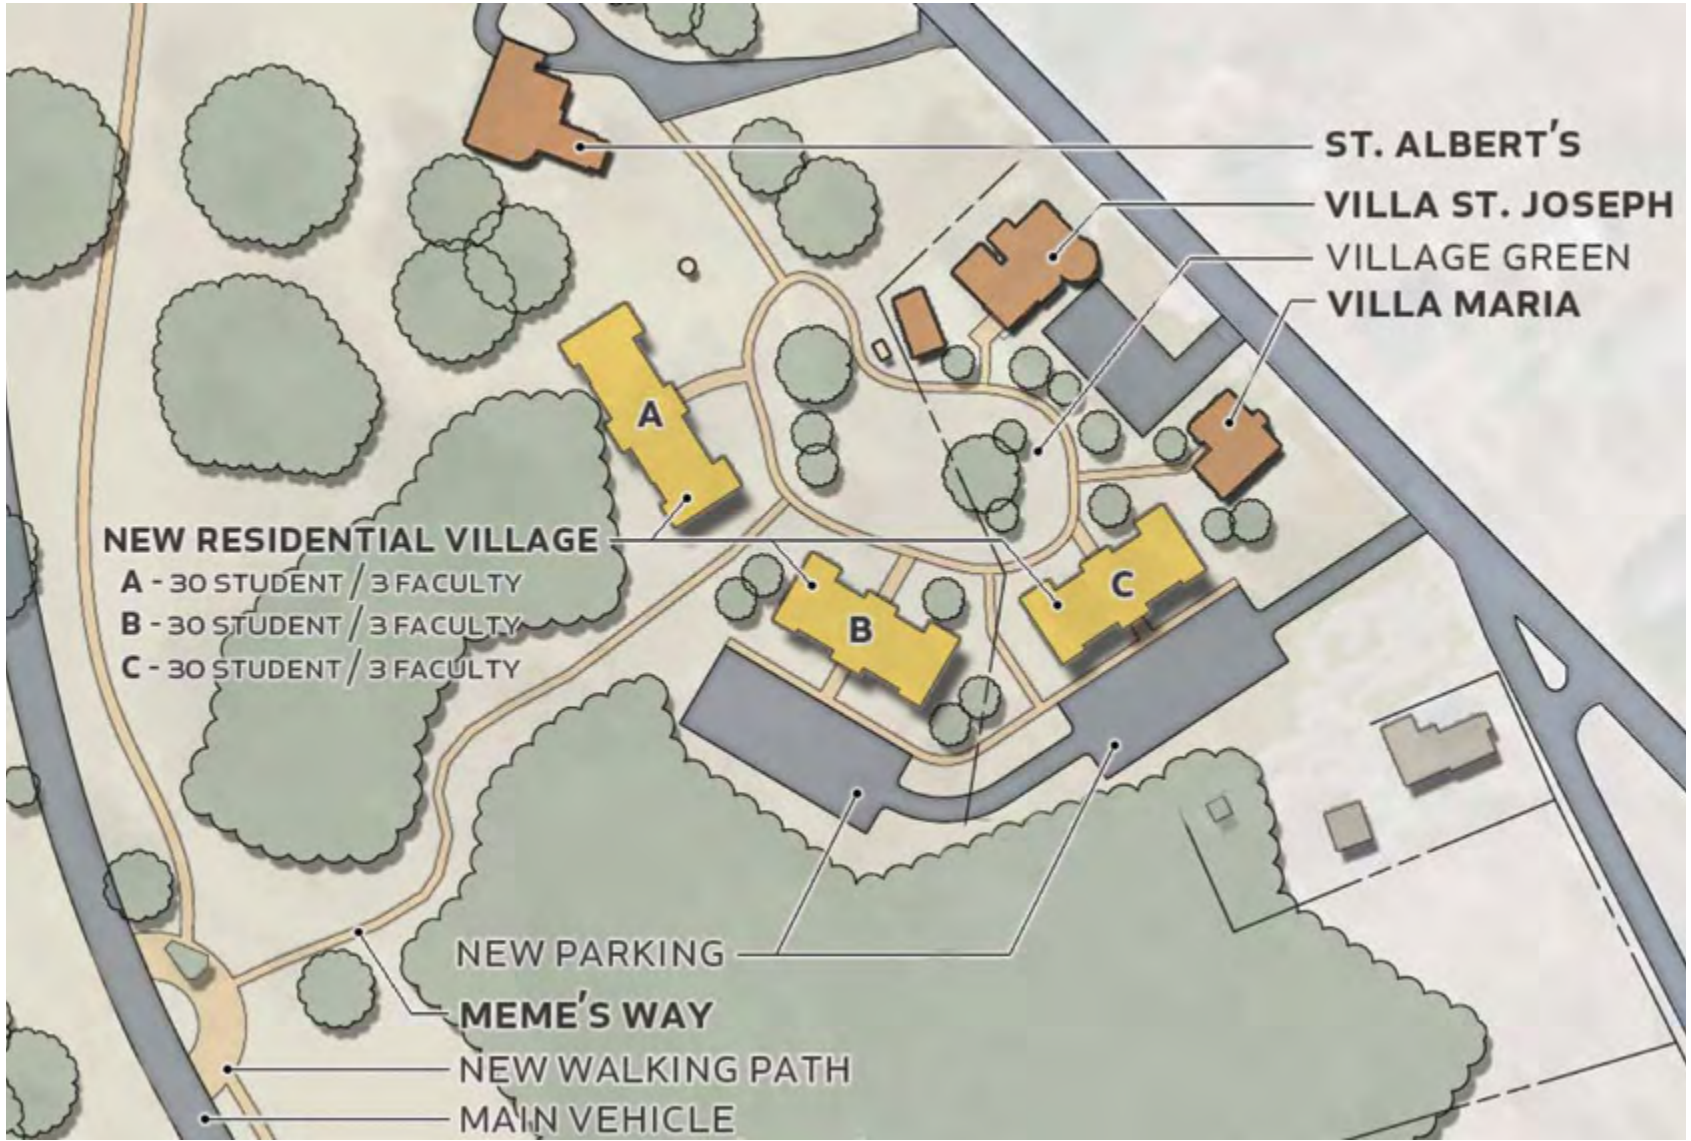 ST. ALBERT'S
VILLA ST. JOSEPH
VILLAGE GREEN
VILLA MARIA
A
NEW RESIDENTIAL VILLAGE
A - 30 STUDENT / 3 FACULTY
B - 30 STUDENT / 3 FACULTY
C - 30 STUDENT / 3 FACULTY
C
B
NEW PARKING
MEME'S WAY
NEW WALKING PATH
MAIN VEHICLE